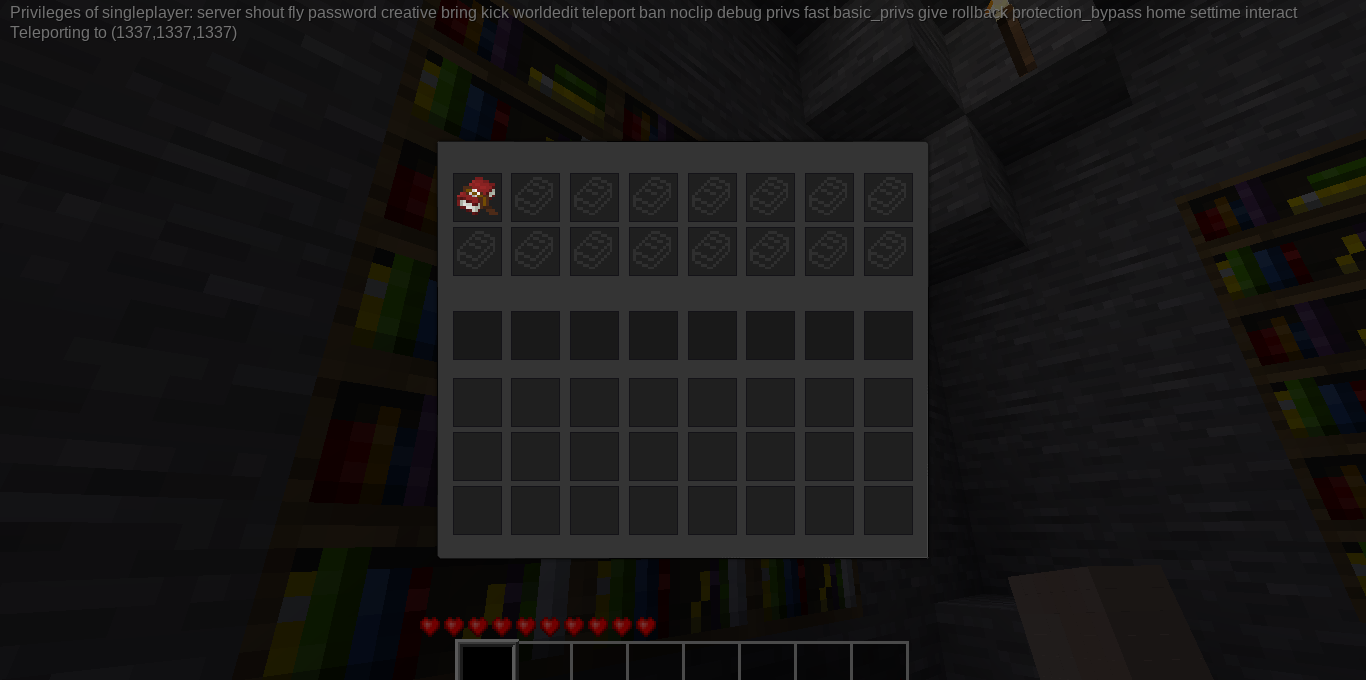 Privileges of singleplayer: server shout fly password creative bring kick worldedit teleport ban noclip debug privs fast basic_privs give rollback protection_bypass home settime interact
Teleporting to (1337,1337,1337)